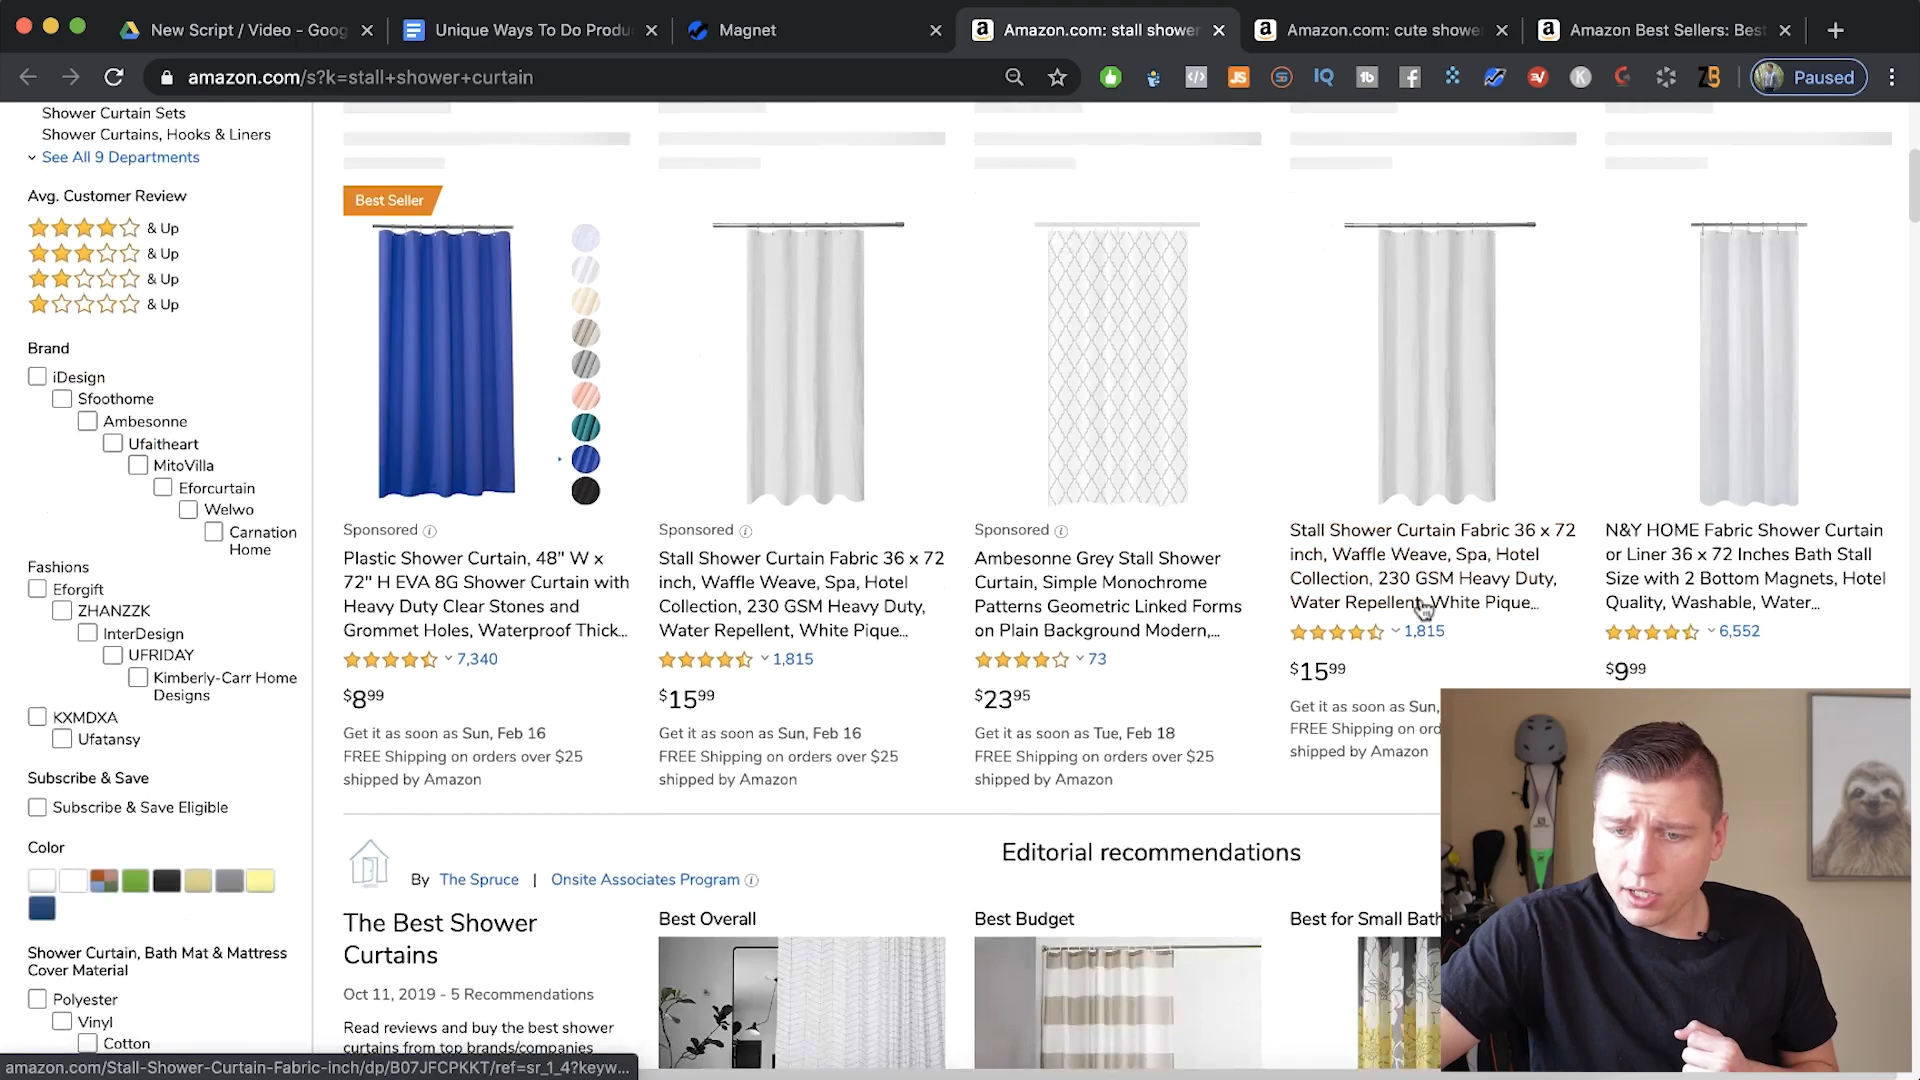 New Script / Video - Goog
Unique Ways To Do Produ
Magnet
Amazon.com: stall shower
Amazon.com: cute shower
Amazon Best Sellers: Best
amazon.com/s?k=stall+shower+curtain
Paused
Shower Curtain Sets
Shower Curtains, Hooks & Liners
See All 9 Departments
Avg. Customer Review
& Up
& Up
& Up
& Up
Brand
iDesign
Sfoothome
Ambesonne
Ufaitheart
MitoVilla
Eforcurtain
Welwo
Carnation
Home
Fashions
Eforgift
ZHANZZK
InterDesign
UFRIDAY
Kimberly-Carr Home
Designs
KXMDXA
Ufatansy
Subscribe & Save
Subscribe & Save Eligible
Color
Shower Curtain, Bath Mat & Mattress
Cover Material
Polyester
Vinyl
Cotton
Best Seller
Sponsored
Plastic Shower Curtain, 48" W x
72" H EVA 8G Shower Curtain with
Heavy Duty Clear Stones and
Grommet Holes, Waterproof Thick...
7,340
$8.99
Get it as soon as Sun, Feb 16
FREE Shipping on orders over $25
shipped by Amazon
Sponsored
Stall Shower Curtain Fabric 36 x 72
inch, Waffle Weave, Spa, Hotel
Collection, 230 GSM Heavy Duty,
Water Repellent, White Pique...
1,815
$15.99
Get it as soon as Sun, Feb 16
FREE Shipping on orders over $25
shipped by Amazon
Sponsored
Ambesonne Grey Stall Shower
Curtain, Simple Monochrome
Patterns Geometric Linked Forms
on Plain Background Modern,...
73
$23.95
Get it as soon as Tue, Feb 18
FREE Shipping on orders over $25
shipped by Amazon
Stall Shower Curtain Fabric 36 x 72
inch, Waffle Weave, Spa, Hotel
Collection, 230 GSM Heavy Duty,
Water Repellent, White Pique...
1,815
$15.99
Get it as soon as Sun,
FREE Shipping on ord
shipped by Amazon
N&Y HOME Fabric Shower Curtain
or Liner 36 x 72 Inches Bath Stall
Size with 2 Bottom Magnets, Hotel
Quality, Washable, Water...
6,552
$9.99
Editorial recommendations
By The Spruce | Onsite Associates Program
The Best Shower
Curtains
Oct 11, 2019 - 5 Recommendations
Read reviews and buy the best shower
curtains from top brands/companies
Best Overall
Best Budget
Best for Small Bath
amazon.com/Stall-Shower-Curtain-Fabric-inch/dp/B07JFCPKKT/ref=sr_1_4?keyw...